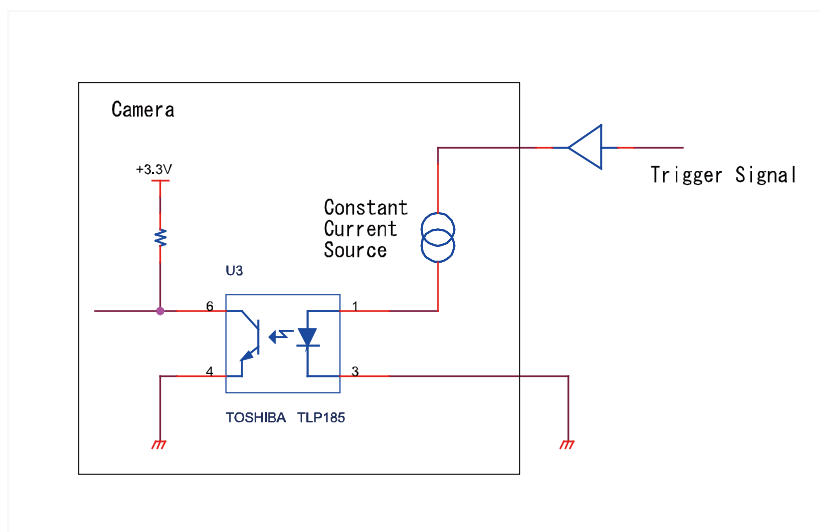 Camera
+3.3V
Trigger Signal
Constant
Current
Source
U3
6
1
4
3
TOSHIBA TLP185